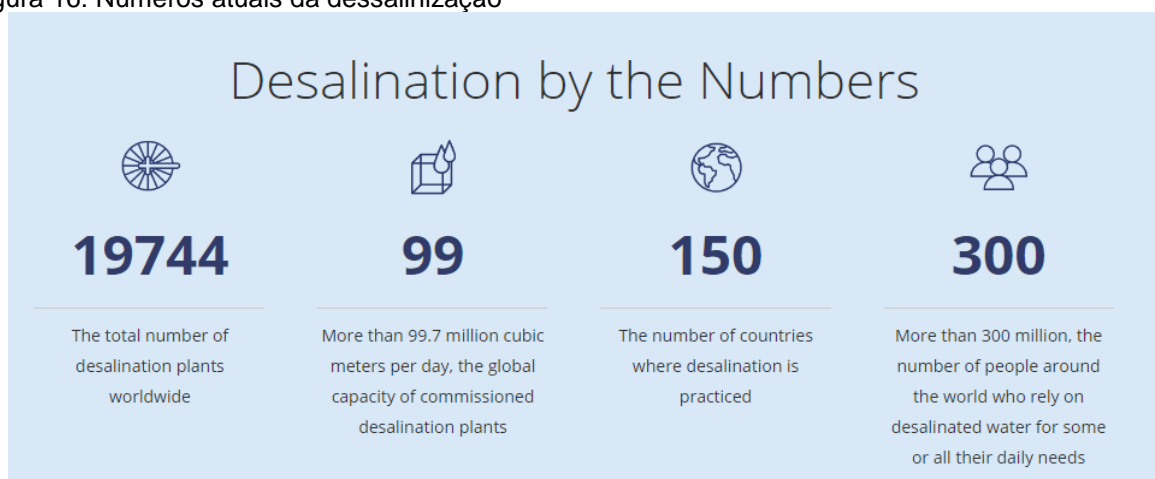 gura 16: Números atuais da dessalinização
Desalination by the Numbers
19744
The total number of
desalination plants
worldwide
99
More than 99.7 million cubic
meters per day, the global
capacity of commissioned
desalination plants
150
The number of countries
where desalination is
practiced
300
More than 300 million, the
number of people around
the world who rely on
desalinated water for some
or all their daily needs